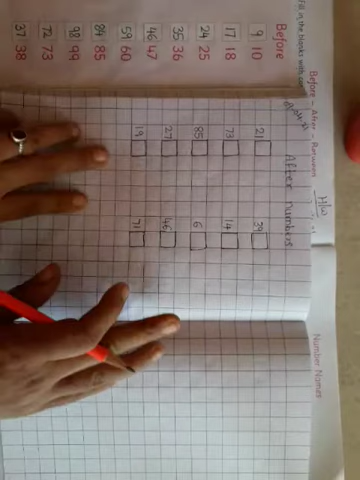 Fill in the blanks with cor
Before
9 10
17 18
24 25
35 36
46 47
59 60
84 85
98 99
72 73
37 38
Before - After - Between
H/W
After numbers
21 39
73 14
85 6
27 46
19 71
Number Names